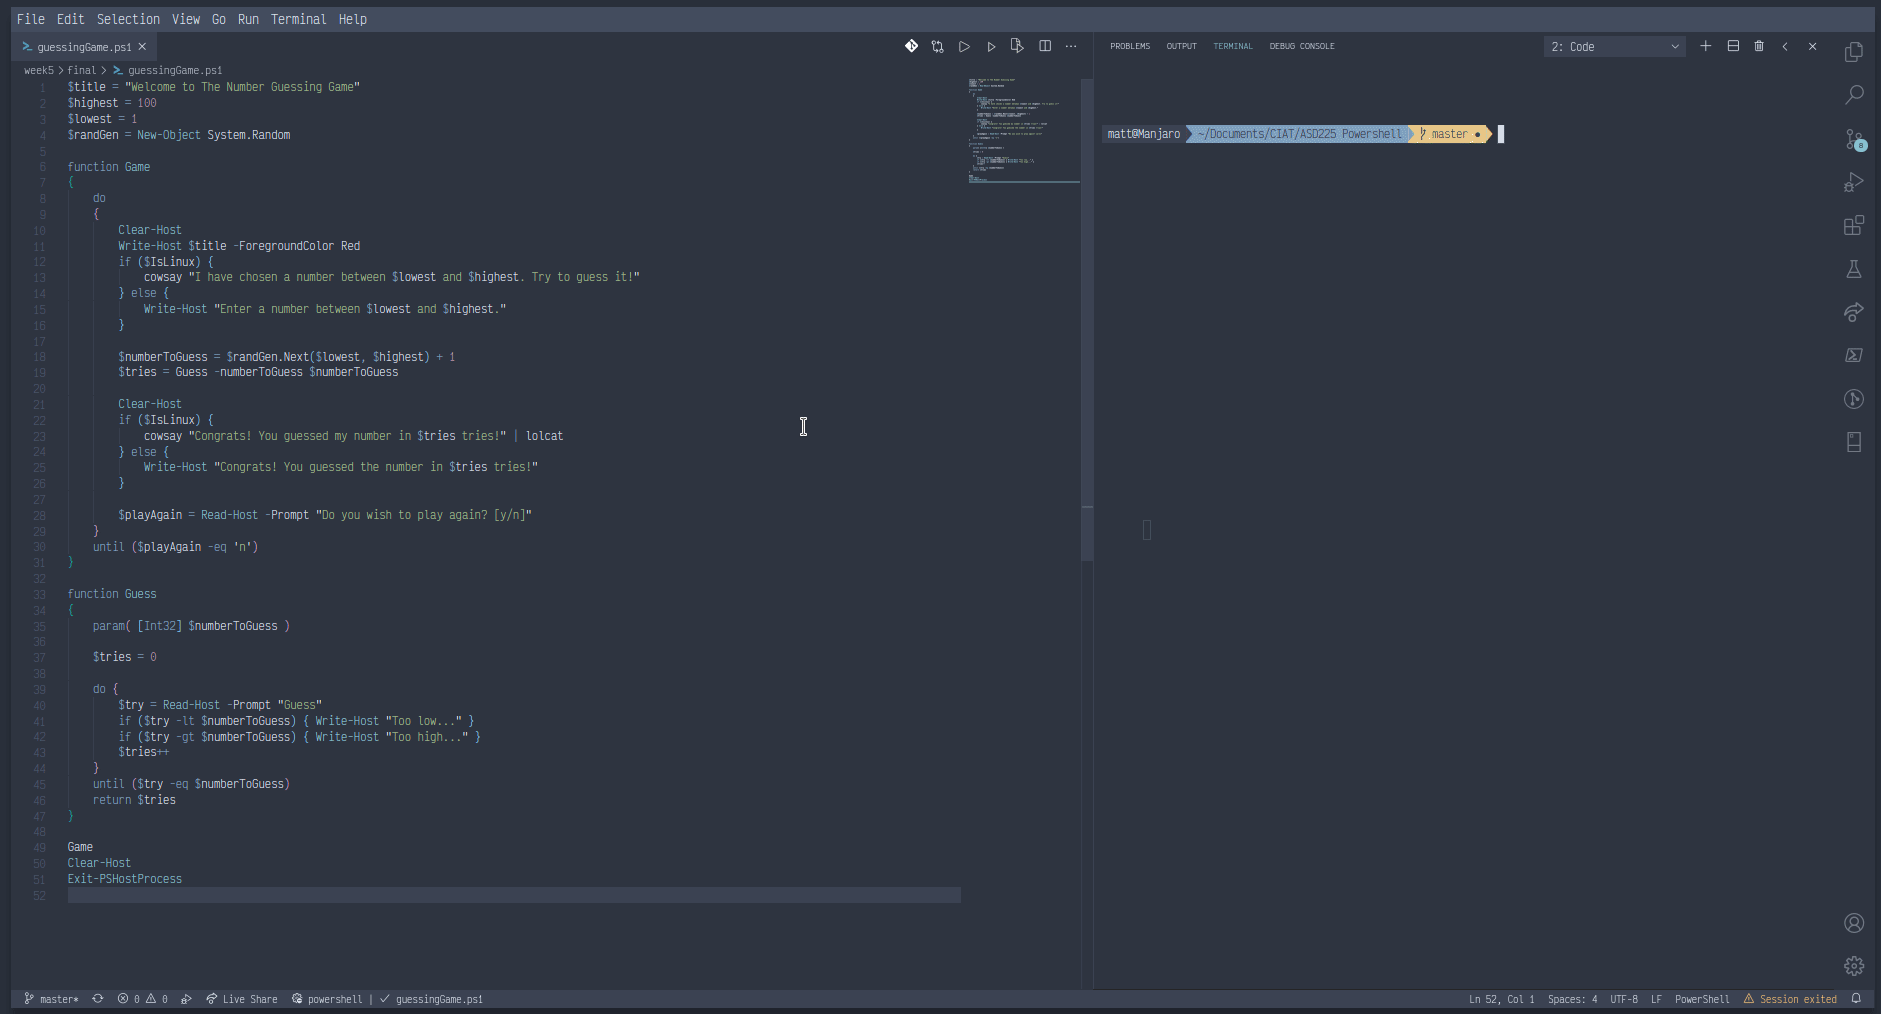 File Edit Selection View Go Run Terminal Help
guessingGame.ps1
PROBLEMS OUTPUT TERMINAL DEBUG CONSOLE 2: Code
week5 > final > guessingGame.ps1
1 $title = "Welcome to The Number Guessing Game"
2 $highest = 100
3 $lowest = 1
4 $randGen = New-Object System.Random
5
6 function Game
7 {
8 do
9 {
10 Clear-Host
11 Write-Host $title -ForegroundColor Red
12 if ($IsLinux) {
13 cowsay "I have chosen a number between $lowest and $highest. Try to guess it!"
14 } else {
15 Write-Host "Enter a number between $lowest and $highest."
16 }
17
18 $numberToGuess = $randGen.Next($lowest, $highest) + 1
19 $tries = Guess -numberToGuess $numberToGuess
20
21 Clear-Host
22 if ($IsLinux) {
23 cowsay "Congrats! You guessed my number in $tries tries!" | lolcat
24 } else {
25 Write-Host "Congrats! You guessed the number in $tries tries!"
26 }
27
28 $playAgain = Read-Host -Prompt "Do you wish to play again? [y/n]"
29 }
30 until ($playAgain -eq 'n')
31 }
32
33 function Guess
34 {
35 param( [Int32] $numberToGuess )
36
37 $tries = 0
38
39 do {
40 $try = Read-Host -Prompt "Guess"
41 if ($try -lt $numberToGuess) { Write-Host "Too low..." }
42 if ($try -gt $numberToGuess) { Write-Host "Too high..." }
43 $tries++
44 }
45 until ($try -eq $numberToGuess)
46 return $tries
47 }
48
49 Game
50 Clear-Host
51 Exit-PSHostProcess
52
matt@Manjaro ~/Documents/CIAT/ASD225 Powershell master ●
8
master* 0 0 Live Share powershell | ✓ guessingGame.ps1 Ln 52, Col 1 Spaces: 4 UTF-8 LF PowerShell Session exited